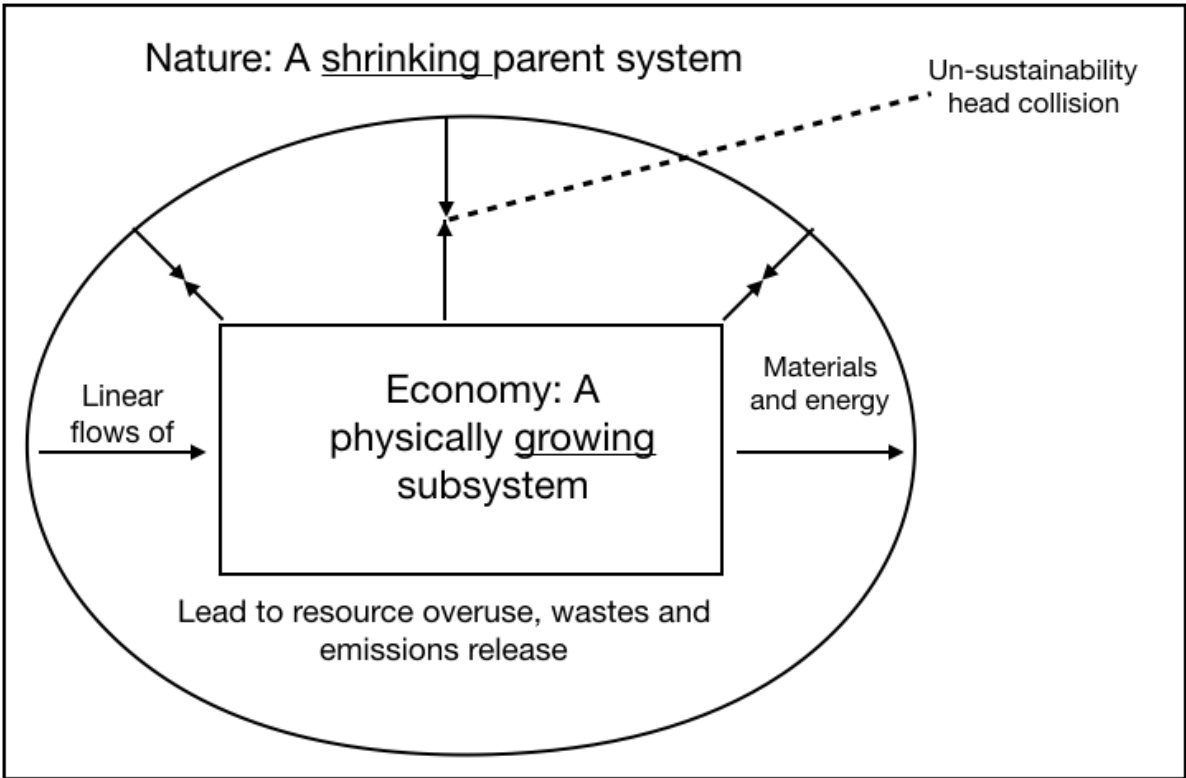 Nature: A shrinking parent system
Un-sustainability
head collision
Linear
flows of
Economy: A
physically growing
subsystem
Materials
and energy
Lead to resource overuse, wastes and
emissions release